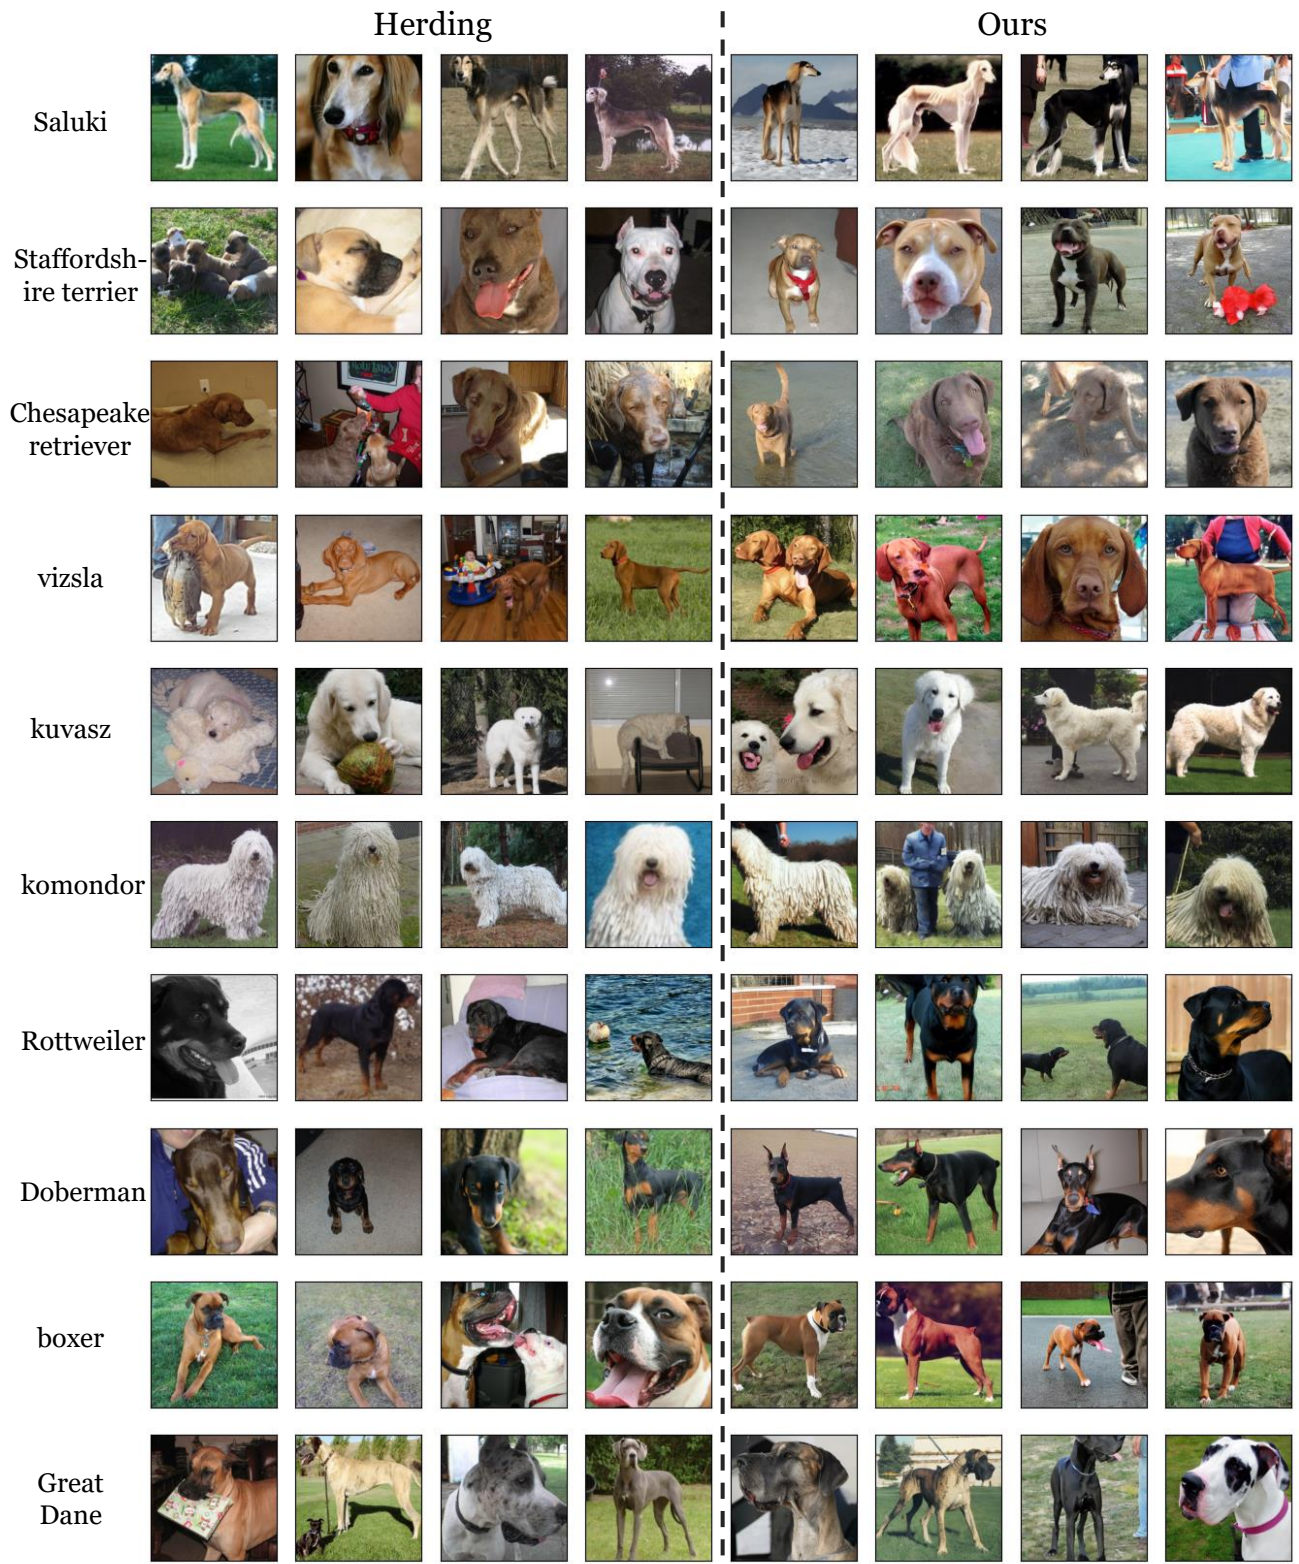 Herding
Ours
Saluki
Staffordsh-
ire terrier
Chesapeake
retriever
vizsla
kuvasz
komondor
Rottweiler
Doberman
boxer
Great
Dane